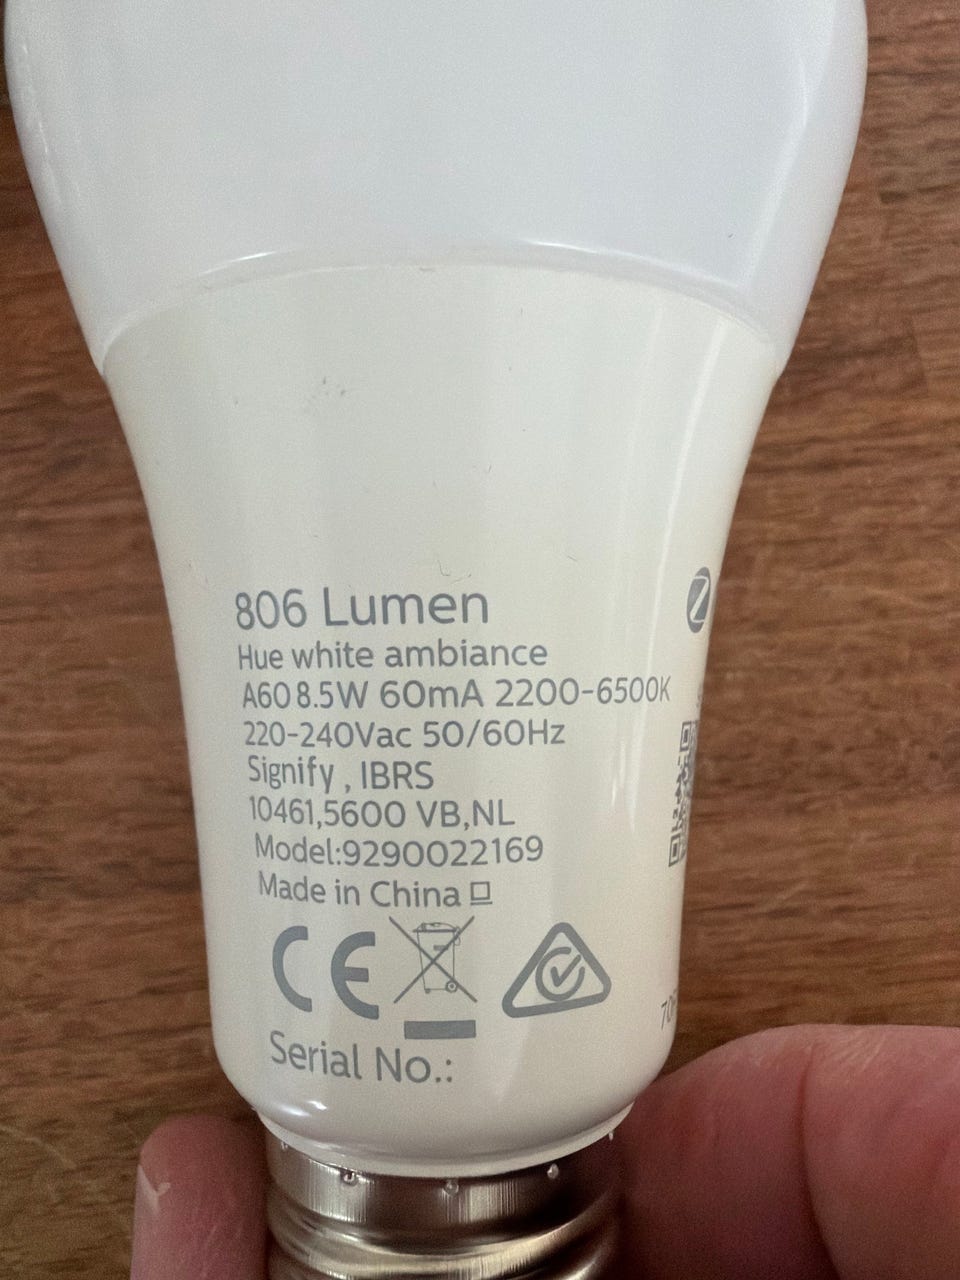 806 Lumen
Hue white ambiance
A60 8.5W 60mA 2200-6500K
220-240Vac 50/60Hz
Signify , IBRS
10461,5600 VB,NL
Model:9290022169
Made in China
CE
Serial No.: